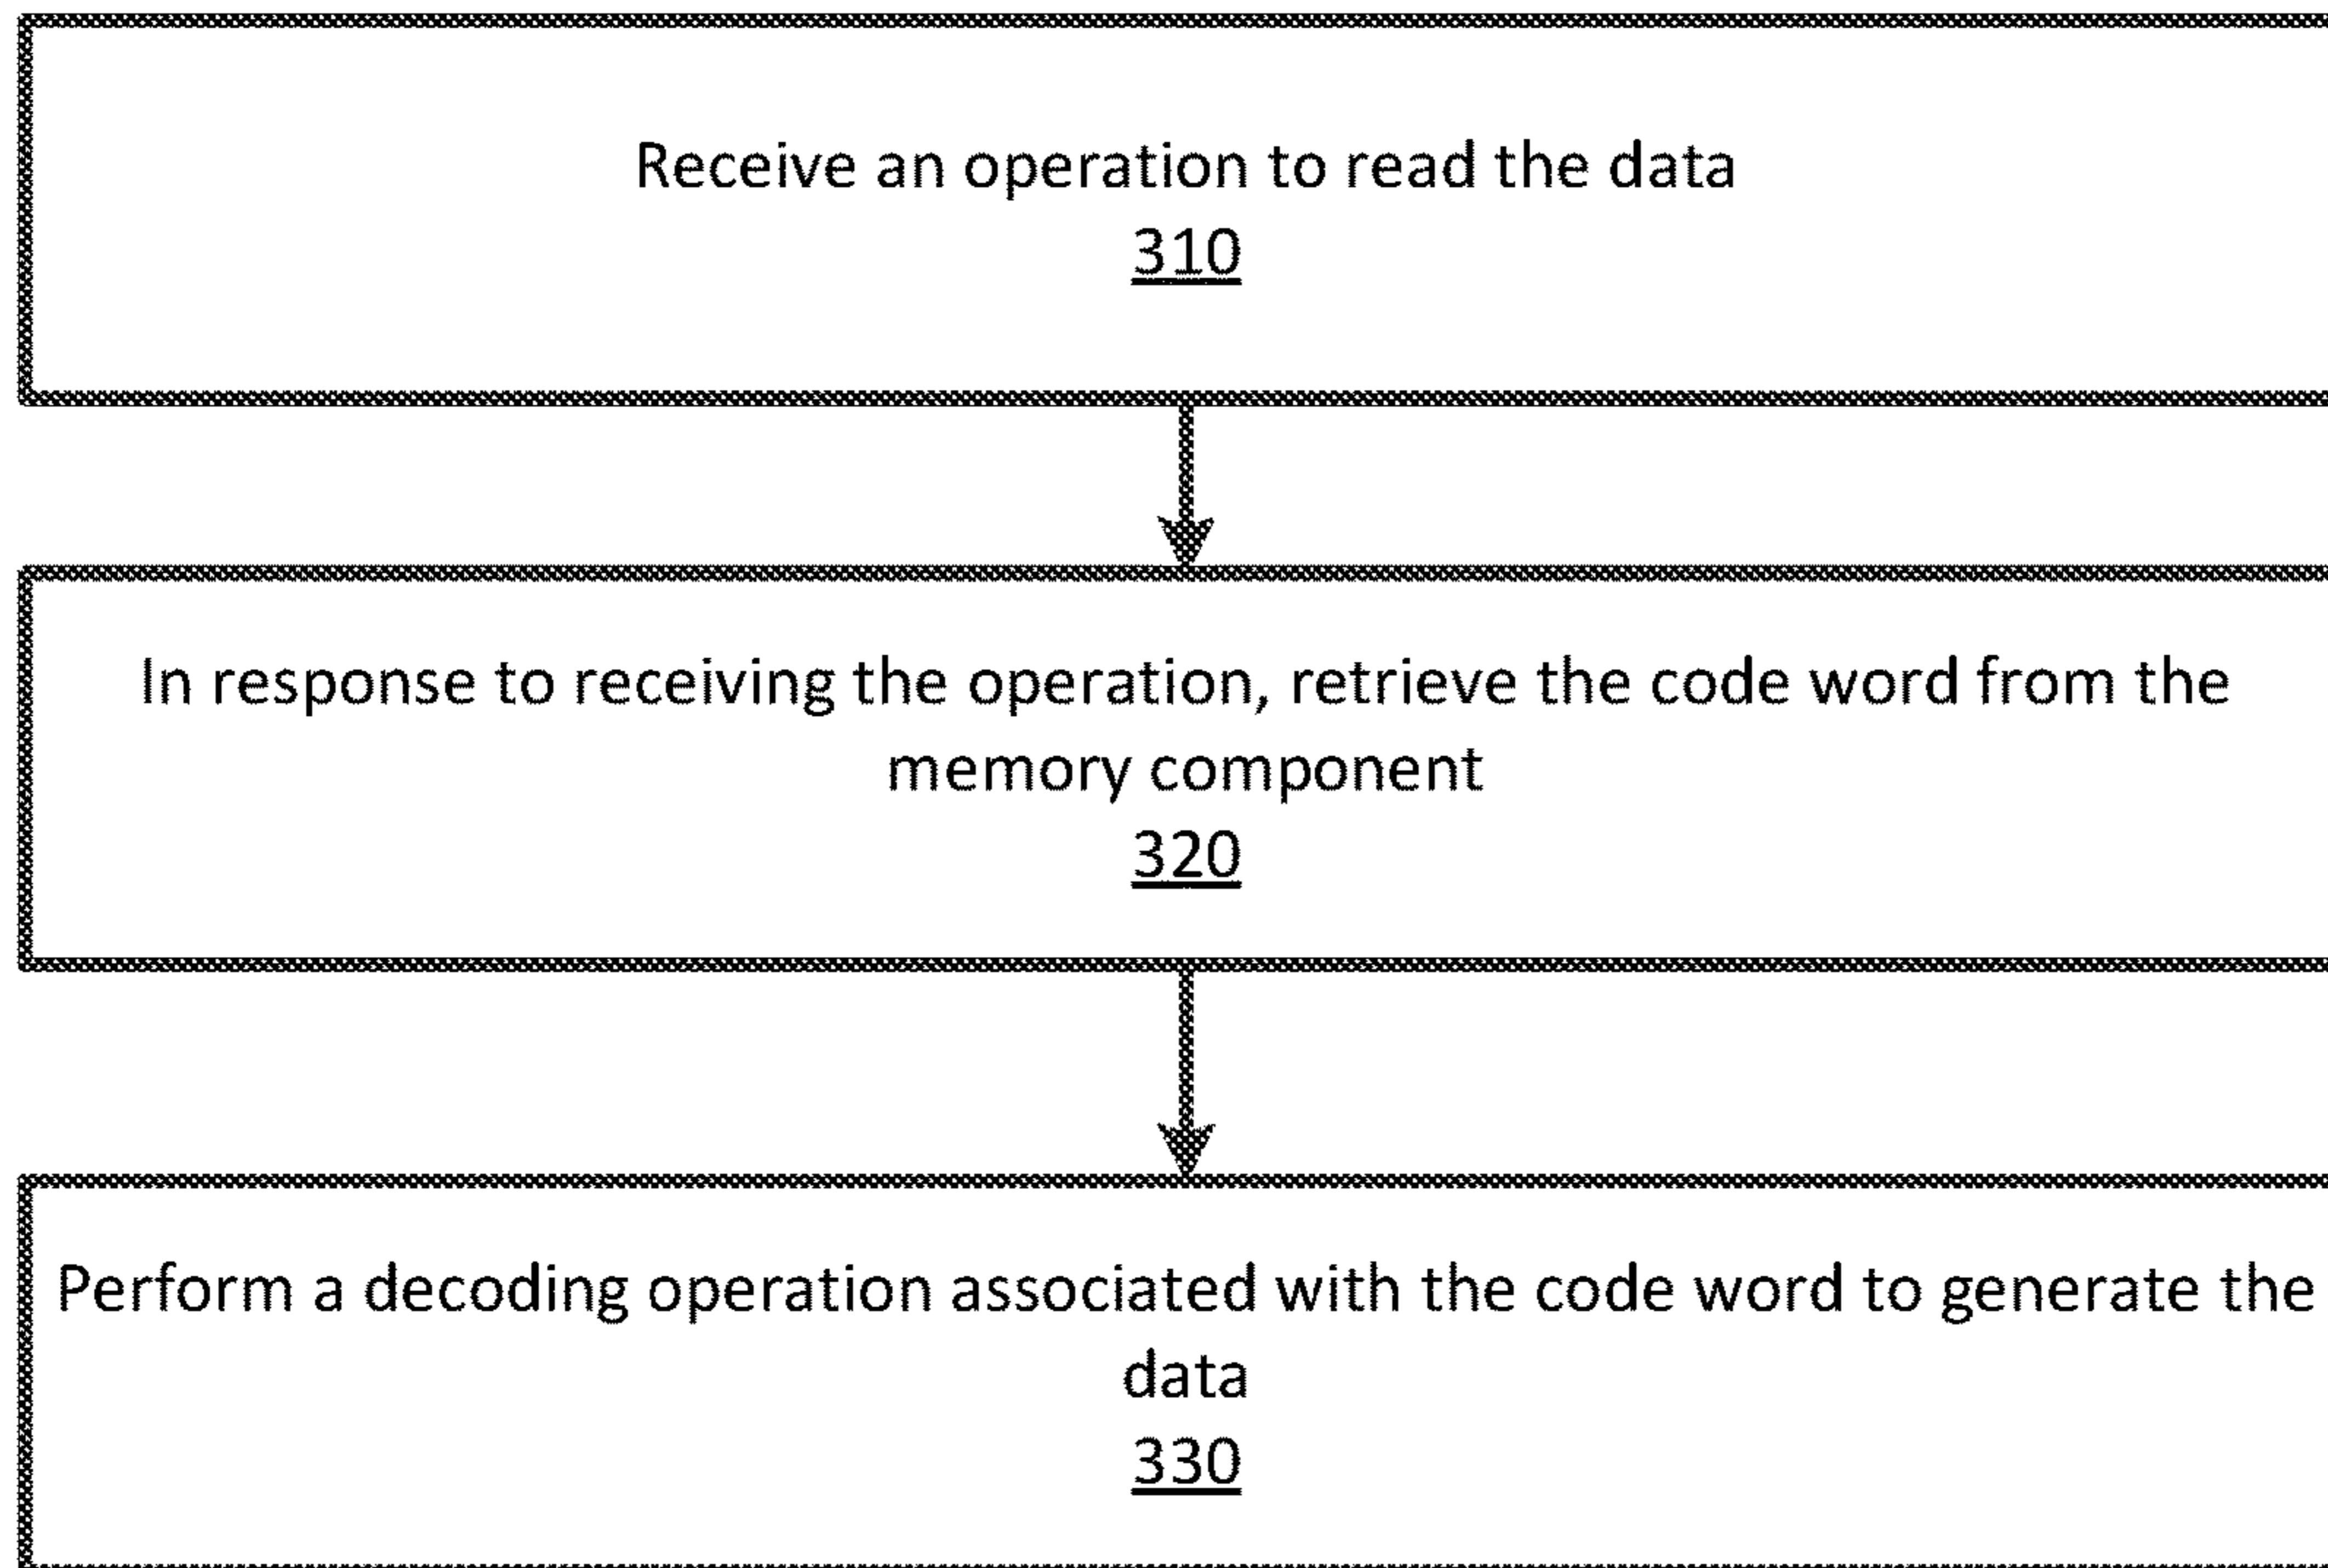 Receive an operation to read the data
310
In response to receiving the operation, retrieve the code word from the
memory component
320
Perform a decoding operation associated with the code word to generate the
data
330